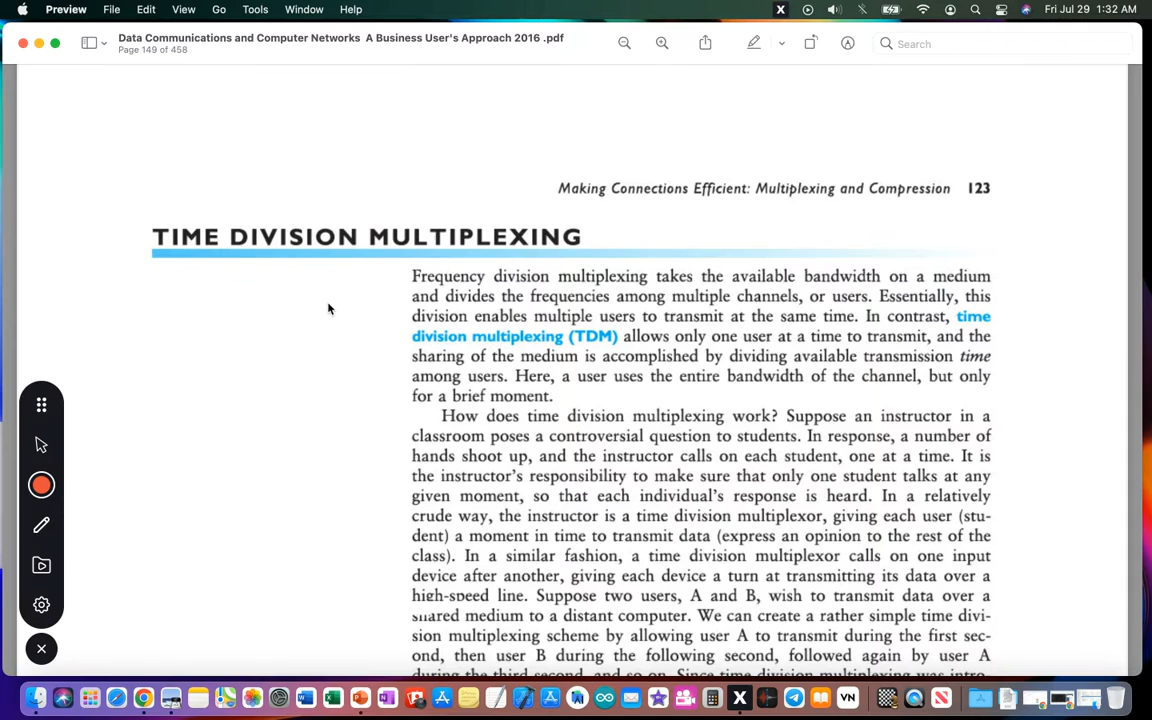 Preview File Edit View Go Tools Window Help Fri Jul 29 1:32 AM
Data Communications and Computer Networks A Business User's Approach 2016 .pdf
Page 149 of 458
Search
Making Connections Efficient: Multiplexing and Compression 123
TIME DIVISION MULTIPLEXING
Frequency division multiplexing takes the available bandwidth on a medium
and divides the frequencies among multiple channels, or users. Essentially, this
division enables multiple users to transmit at the same time. In contrast, time
division multiplexing (TDM) allows only one user at a time to transmit, and the
sharing of the medium is accomplished by dividing available transmission time
among users. Here, a user uses the entire bandwidth of the channel, but only
for a brief moment.
How does time division multiplexing work? Suppose an instructor in a
classroom poses a controversial question to students. In response, a number of
hands shoot up, and the instructor calls on each student, one at a time. It is
the instructor's responsibility to make sure that only one student talks at any
given moment, so that each individual's response is heard. In a relatively
crude way, the instructor is a time division multiplexor, giving each user (stu-
dent) a moment in time to transmit data (express an opinion to the rest of the
class). In a similar fashion, a time division multiplexor calls on one input
device after another, giving each device a turn at transmitting its data over a
high-speed line. Suppose two users, A and B, wish to transmit data over a
shared medium to a distant computer. We can create a rather simple time divi-
sion multiplexing scheme by allowing user A to transmit during the first sec-
ond, then user B during the following second, followed again by user A
during the third second, and so on. Since time division multiplexing was intro-